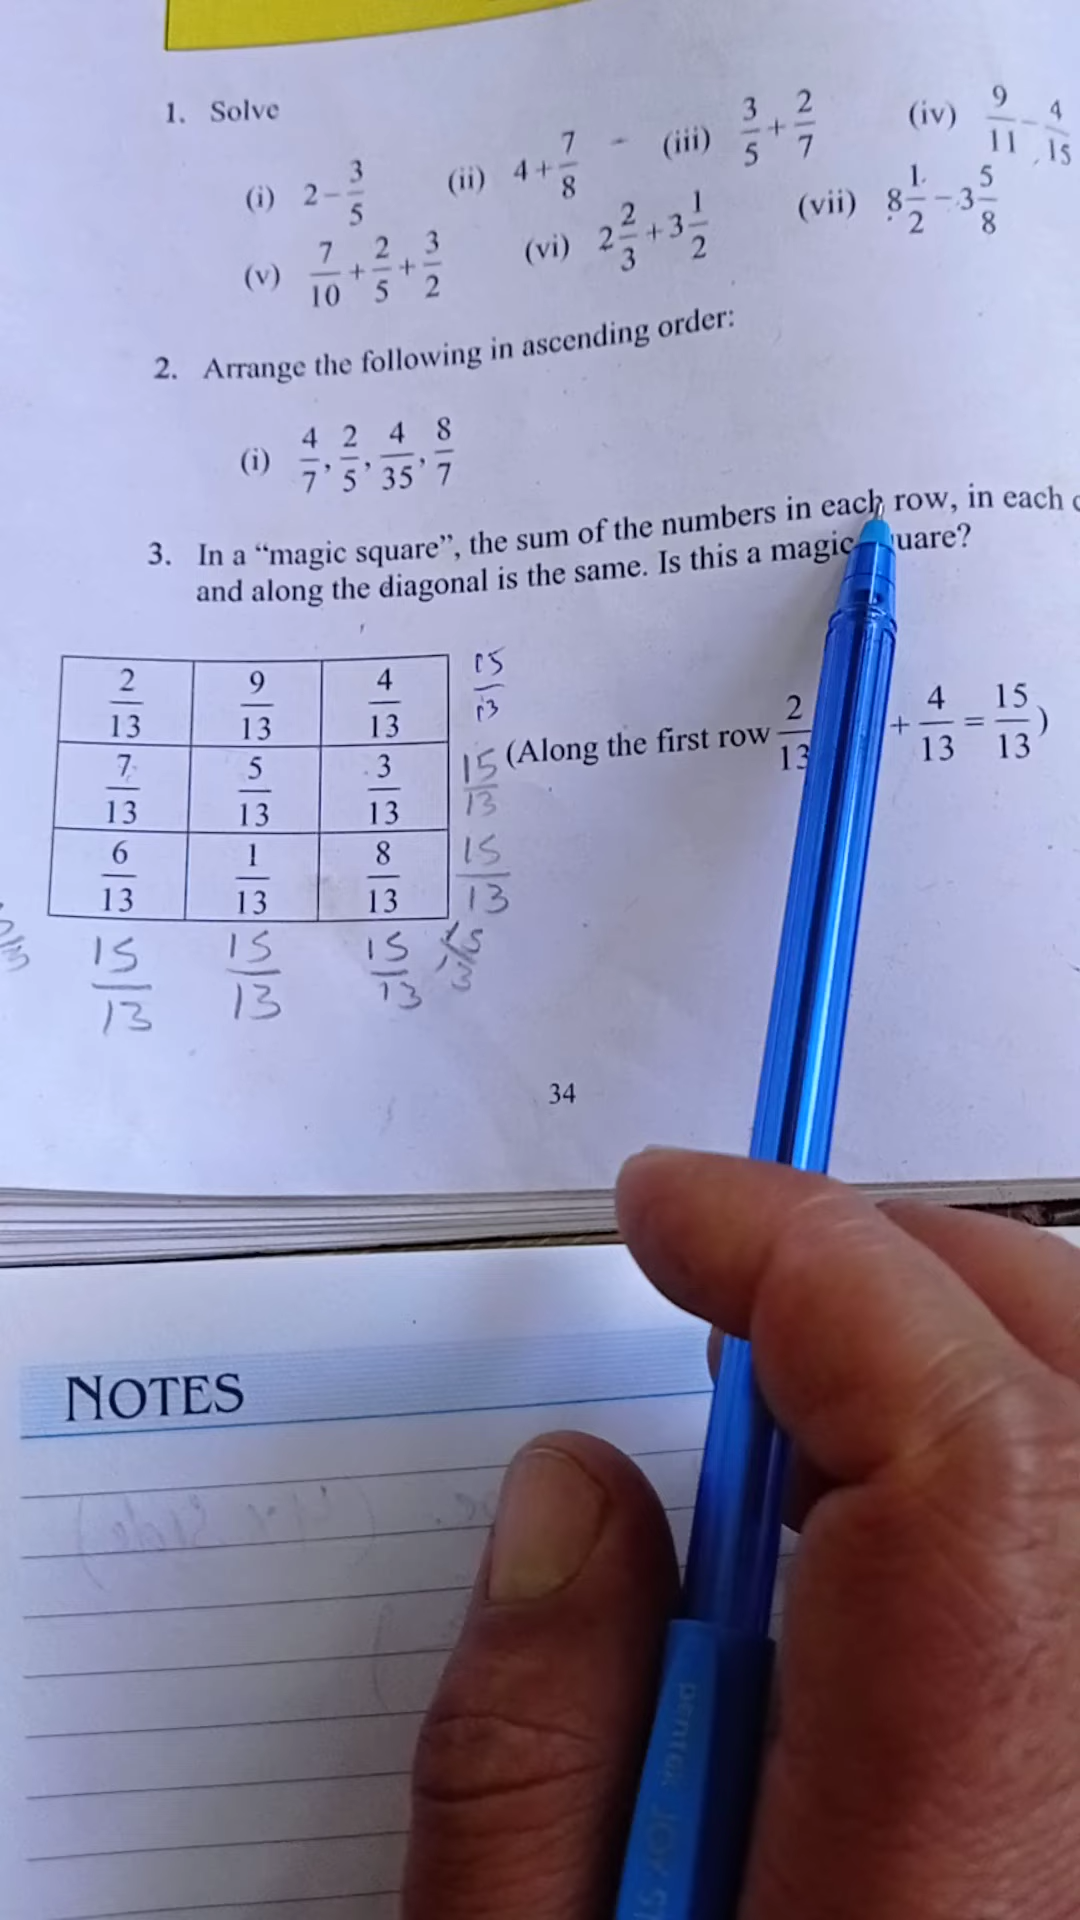 1. Solve
(i) 2 - 3/5 (ii) 4 + 7/8 (iii) 3/5 + 2/7 (iv) 9/11 - 4/15
(v) 7/10 + 2/5 + 3/2 (vi) 2 2/3 + 3 1/2 (vii) 8 1/2 - 3 5/8
2. Arrange the following in ascending order:
(i) 4/7, 2/5, 4/35, 8/7
3. In a “magic square”, the sum of the numbers in each row, in each
and along the diagonal is the same. Is this a magic
2/13 9/13 4/13 15/13
(Along the first row 2/13 + 4/13 = 15/13)
7/13 5/13 3/13 15/13
6/13 1/13 8/13 15/13
15/13 15/13 15/13
34
NOTES